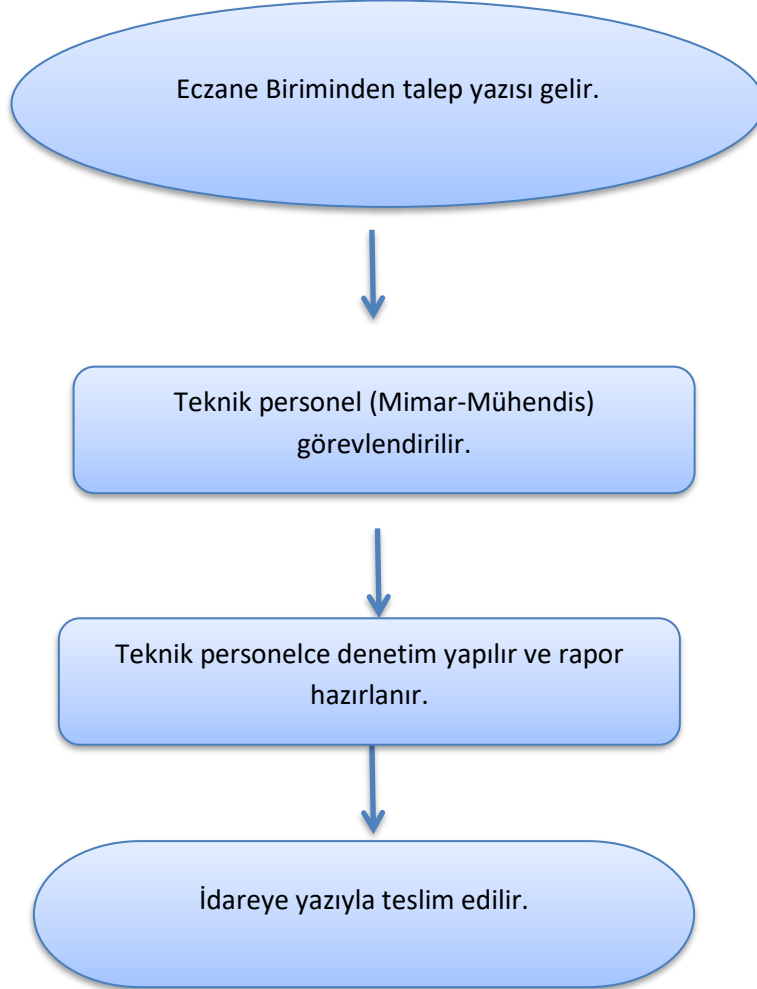 Eczane Biriminden talep yazısı gelir.
Teknik personel (Mimar-Mühendis)
görevlendirilir.
Teknik personelce denetim yapılır ve rapor
hazırlanır.
İdareye yazıyla teslim edilir.